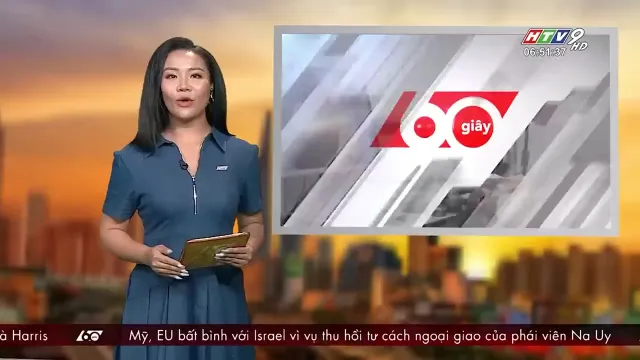 HTV9 HD
06:51:37
60 giây
à Harris 60 Mỹ, EU bất bình với Israel vì vụ thu hồi tư cách ngoại giao của phái viên Na Uy